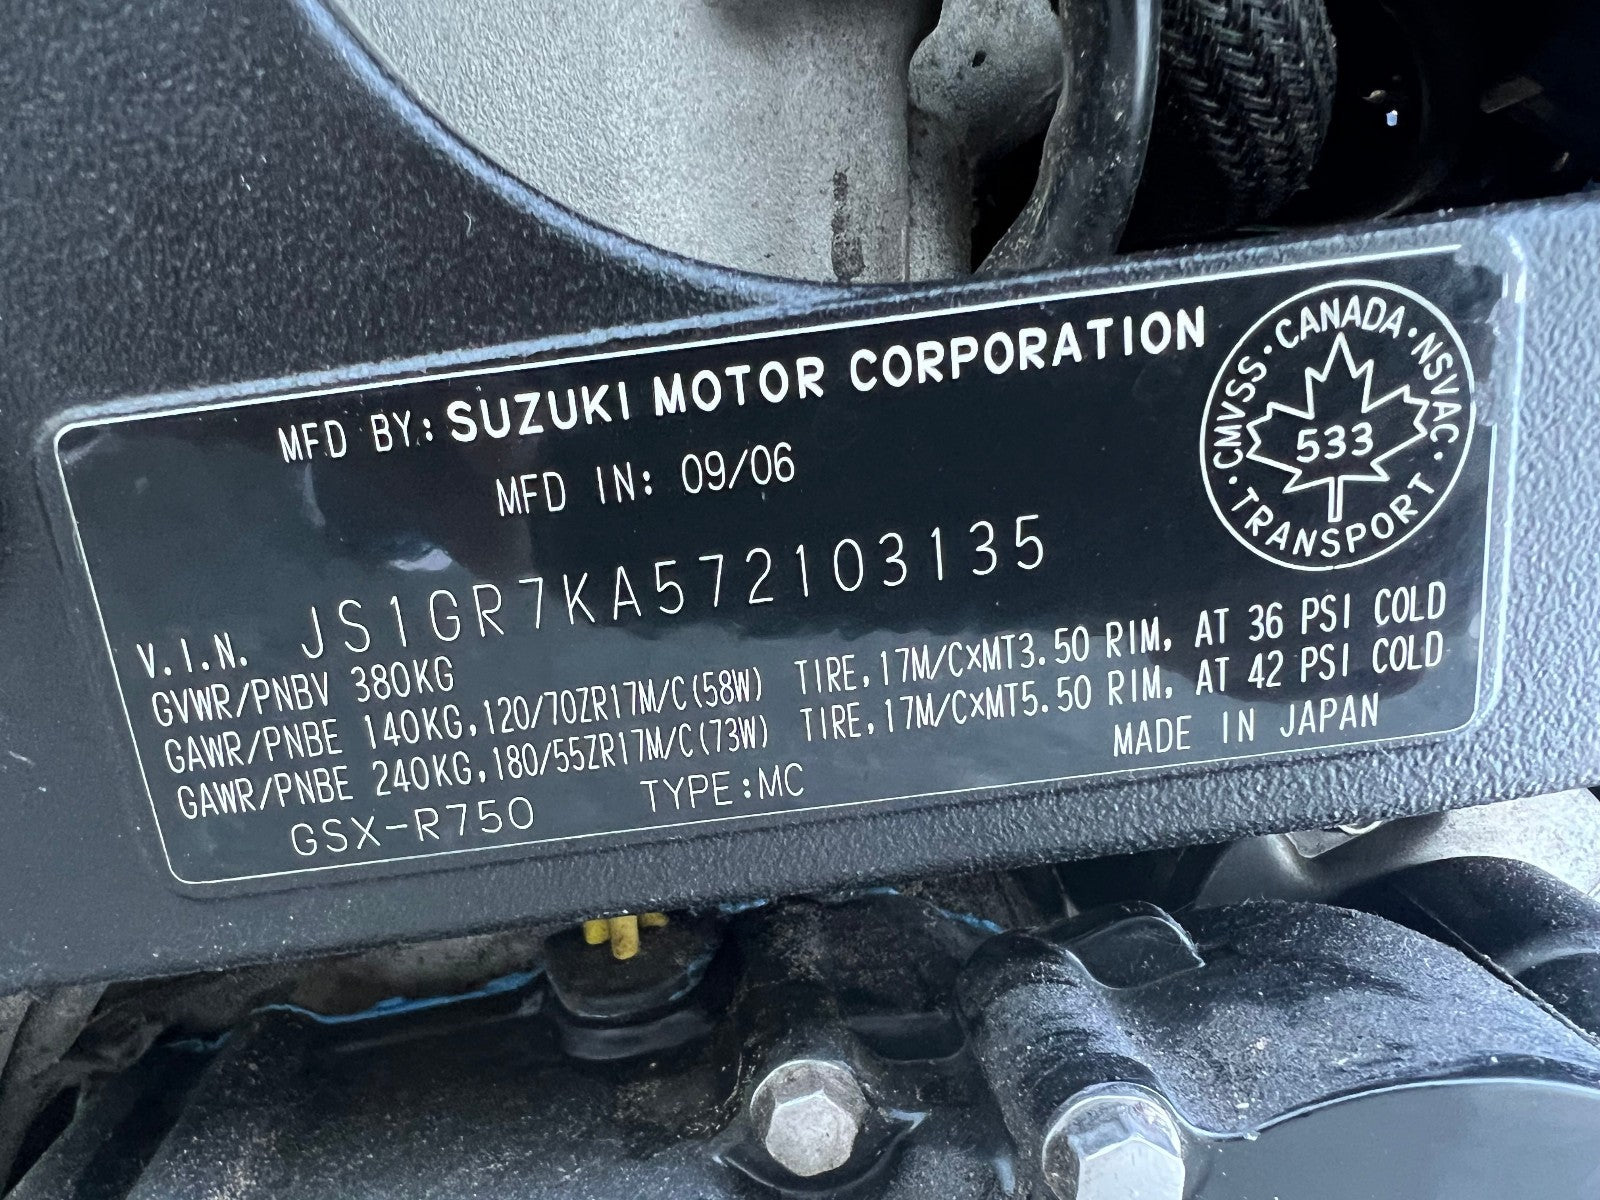 MFD BY: SUZUKI MOTOR CORPORATION
MFD IN: 09/06
V.I.N. JS1GR7KA572103135
GVWR/PNBV 380KG
GAWR/PNBE 140KG,120/70ZR17M/C(58W) TIRE,17M/C×MT3.50 RIM, AT 36 PSI COLD
GAWR/PNBE 240KG,180/55ZR17M/C(73W) TIRE,17M/C×MT5.50 RIM, AT 42 PSI COLD
GSX-R750 TYPE:MC MADE IN JAPAN
CMVSS·CANADA·NSVAC·TRANSPORT·
533